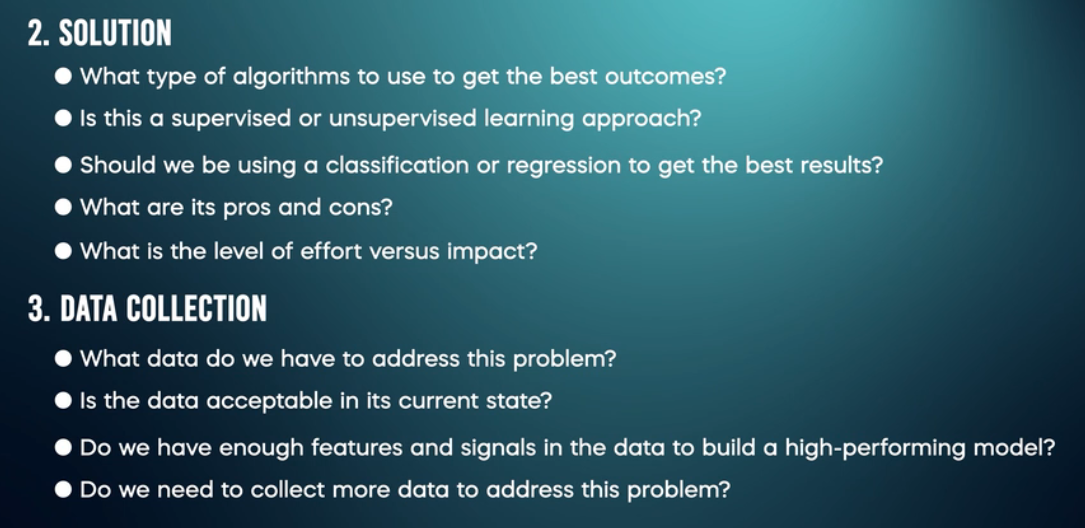 2. SOLUTION
● What type of algorithms to use to get the best outcomes?
● Is this a supervised or unsupervised learning approach?
● Should we be using a classification or regression to get the best results?
● What are its pros and cons?
● What is the level of effort versus impact?
3. DATA COLLECTION
● What data do we have to address this problem?
● Is the data acceptable in its current state?
● Do we have enough features and signals in the data to build a high-performing model?
● Do we need to collect more data to address this problem?